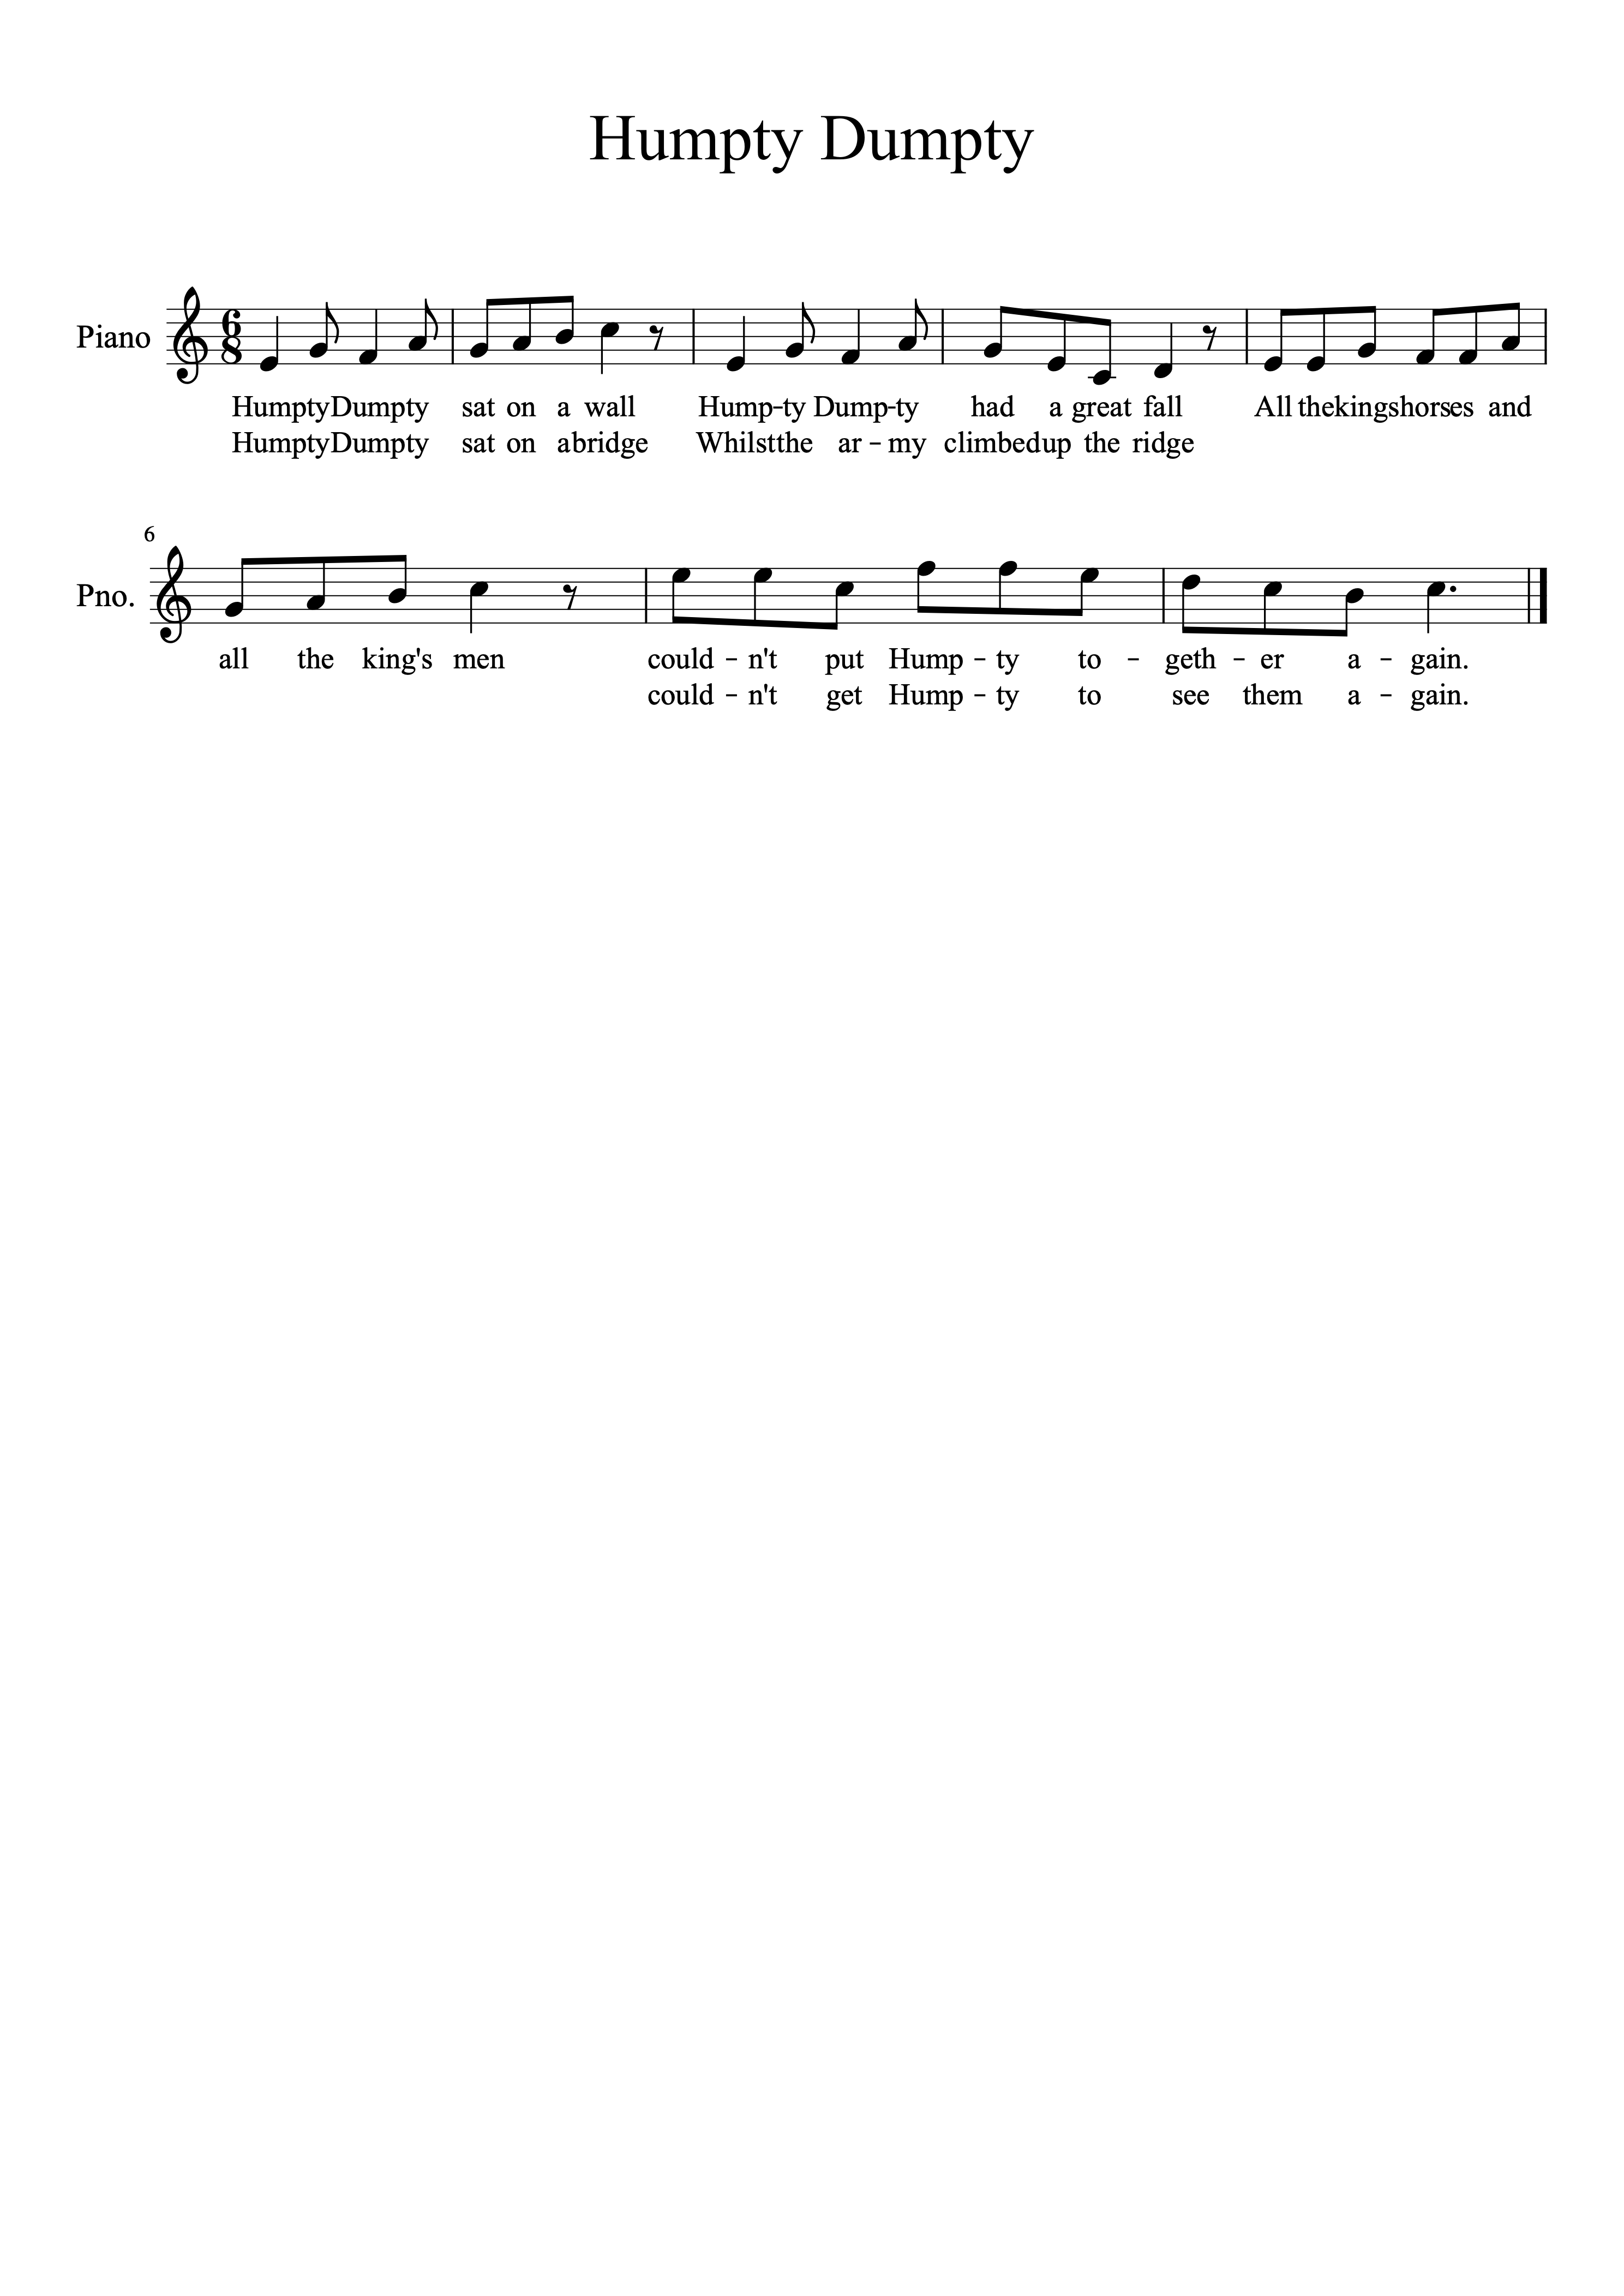 Humpty Dumpty
Piano
6
8
HumptyDumpty sat on a wall Hump-ty Dump-ty had a great fall All thekingshorses and
HumptyDumpty sat on abridge Whilstthe ar-my climbedup the ridge
6
Pno.
all the king's men could-n't put Hump-ty to-geth-er a-gain.
could-n't get Hump-ty to see them a-gain.